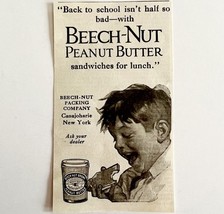 "Back to school isn't half so
bad—with
BEECH-NUT
PEANUT BUTTER
sandwiches for lunch."
BEECH-NUT
PACKING
COMPANY
Canajoharie
New York
Ask your
dealer